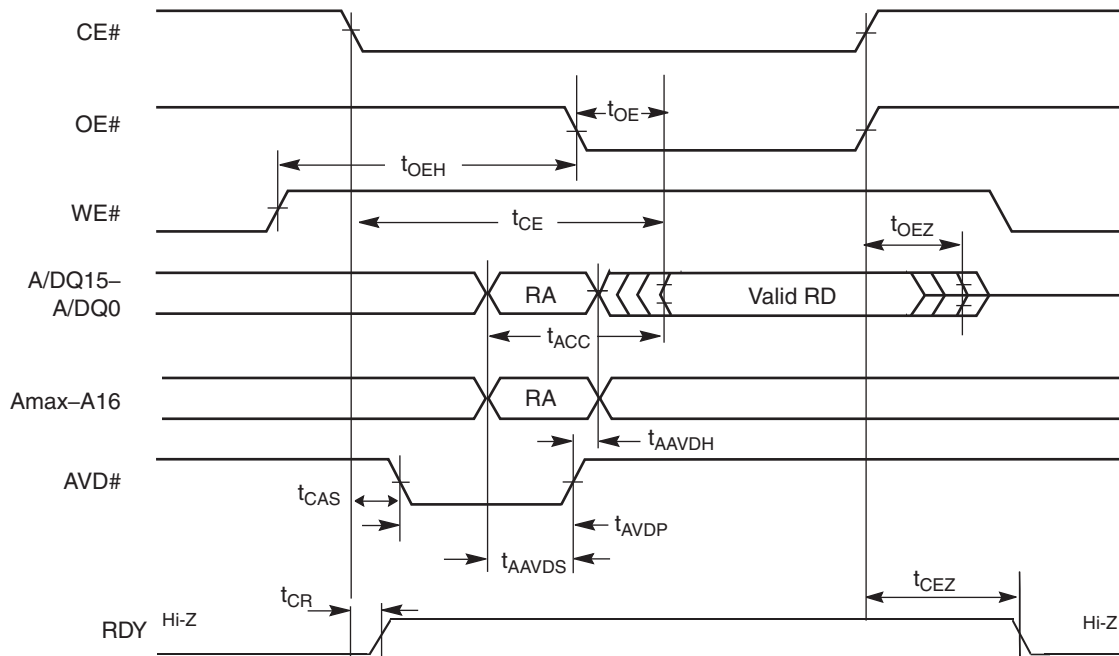 CE#
OE#
tOE
tOEH
WE#
tCE
tOEZ
A/DQ15–
A/DQ0
RA
Valid RD
tACC
Amax–A16
RA
tAAVDH
AVD#
tCAS
tAVDP
tAAVDS
tCEZ
tCR
RDY
Hi-Z
Hi-Z